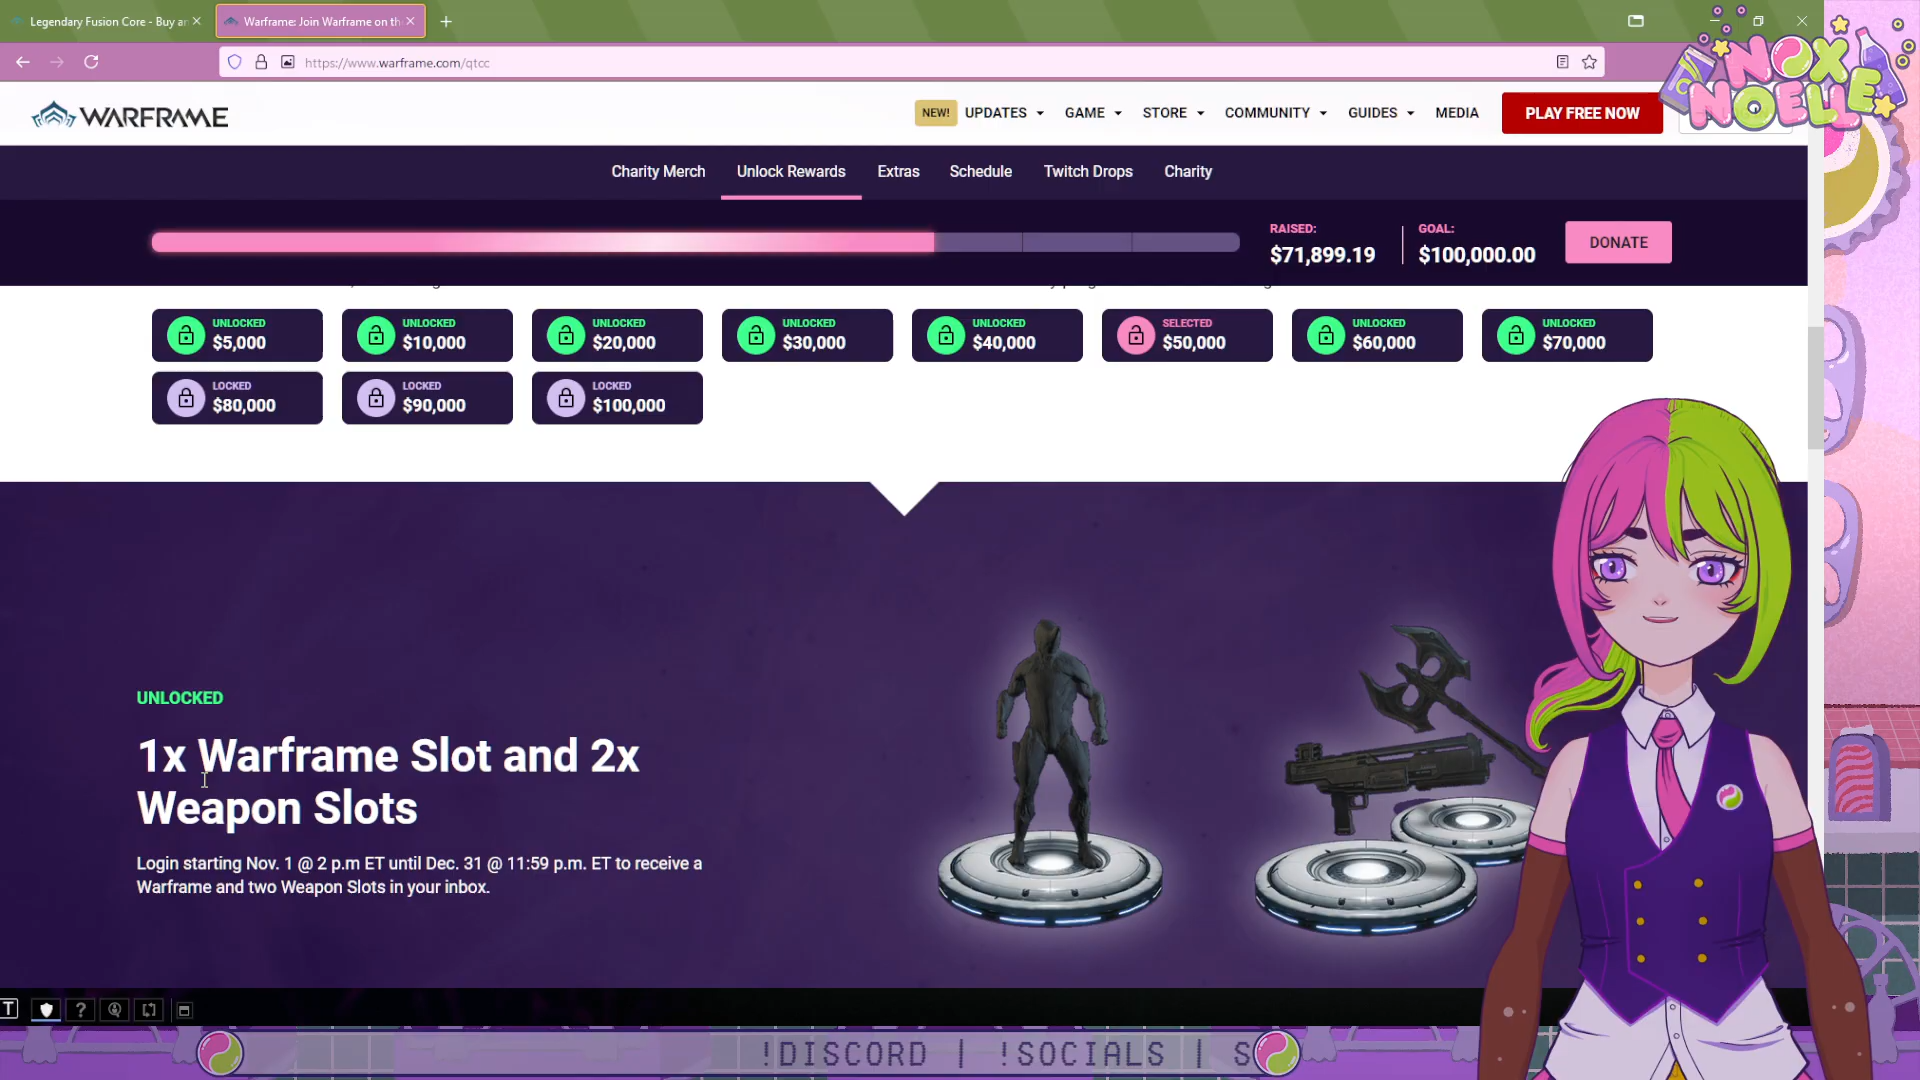 Legendary Fusion Core - Buy an
Warframe: Join Warframe on th
https://www.warframe.com/qtcc
NOX
NOELLE
WARFRAME
NEW!
UPDATES
GAME
STORE
COMMUNITY
GUIDES
MEDIA
PLAY FREE NOW
Charity Merch
Unlock Rewards
Extras
Schedule
Twitch Drops
Charity
RAISED:
$71,899.19
GOAL:
$100,000.00
DONATE
UNLOCKED
$5,000
UNLOCKED
$10,000
UNLOCKED
$20,000
UNLOCKED
$30,000
UNLOCKED
$40,000
SELECTED
$50,000
UNLOCKED
$60,000
UNLOCKED
$70,000
LOCKED
$80,000
LOCKED
$90,000
LOCKED
$100,000
UNLOCKED
1x Warframe Slot and 2x
Weapon Slots
Login starting Nov. 1 @ 2 p.m ET until Dec. 31 @ 11:59 p.m. ET to receive a
Warframe and two Weapon Slots in your inbox.
T
?
!DISCORD | !SOCIALS | S